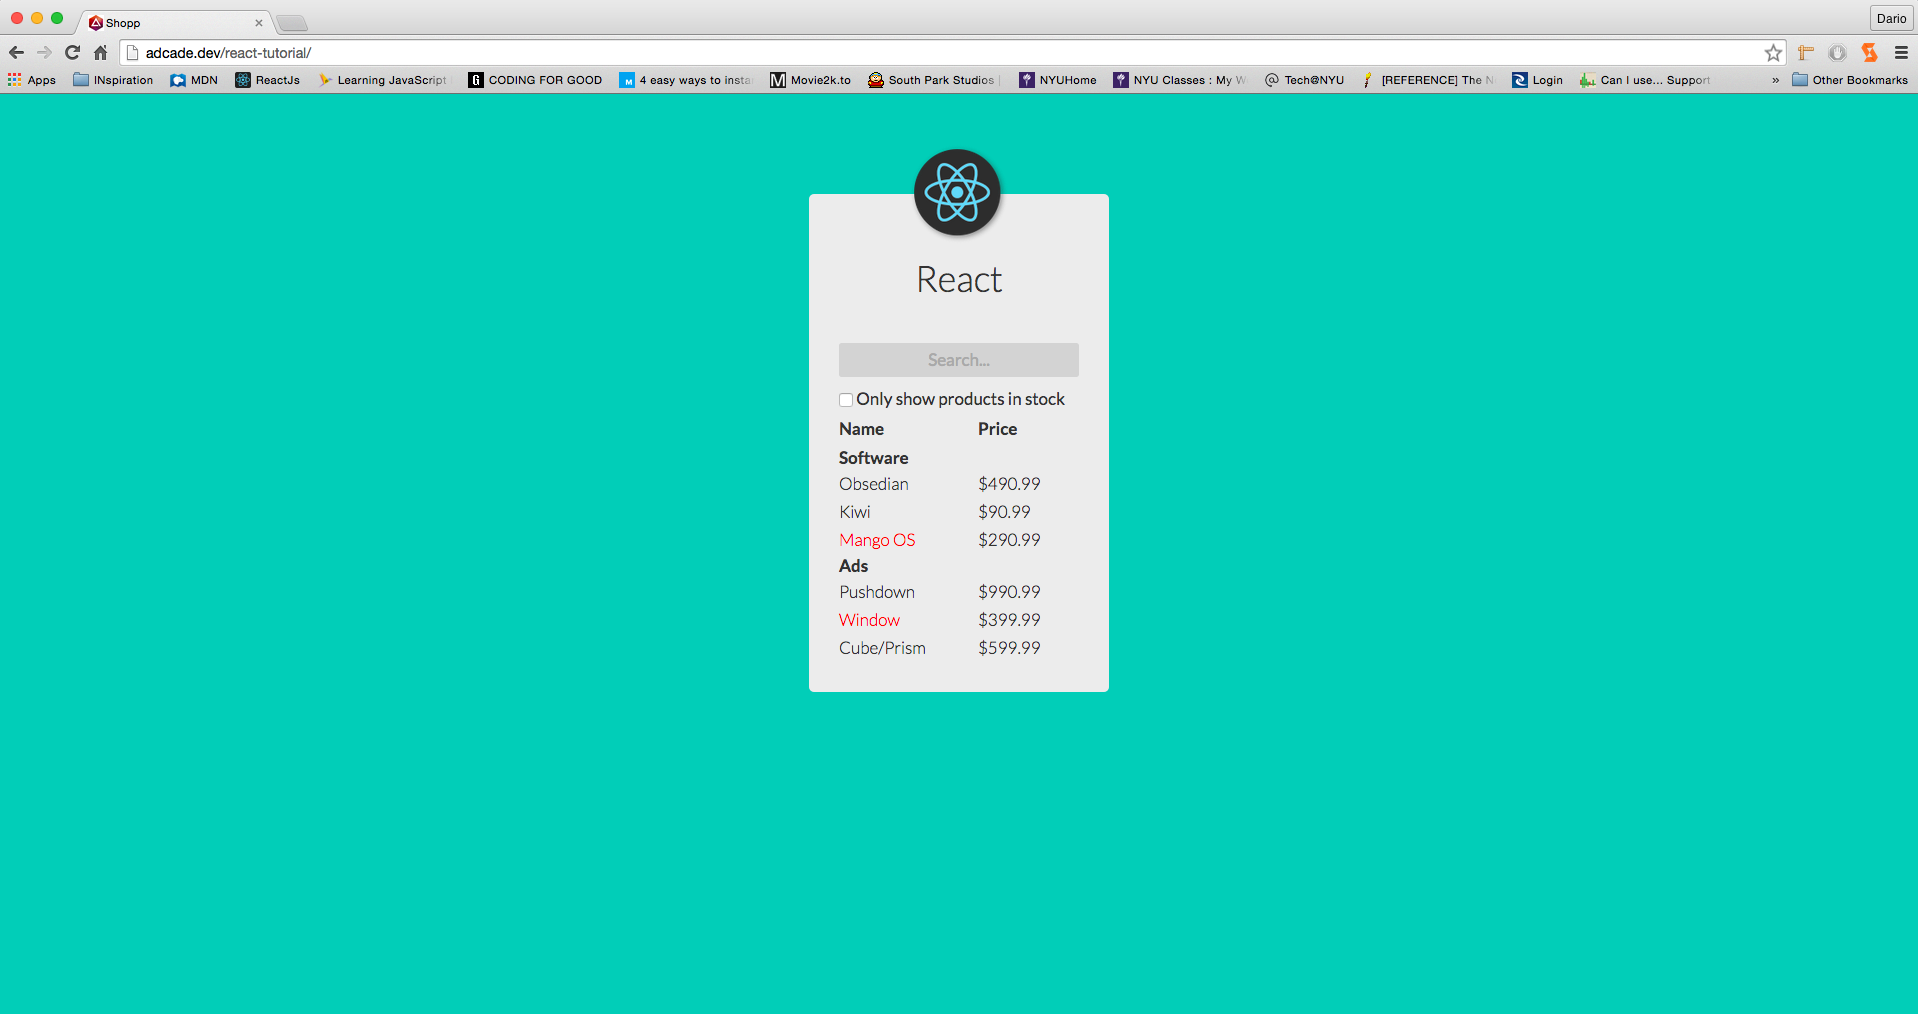 Shopp
Dario
adcade.dev/react-tutorial/
Apps INspiration MDN ReactJs Learning JavaScript CODING FOR GOOD 4 easy ways to insta Movie2k.to South Park Studios NYUHome NYU Classes : My W Tech@NYU [REFERENCE] The N Login Can I use... Support » Other Bookmarks
React
Search...
Only show products in stock
Name Price
Software
Obsedian $490.99
Kiwi $90.99
Mango OS $290.99
Ads
Pushdown $990.99
Window $399.99
Cube/Prism $599.99